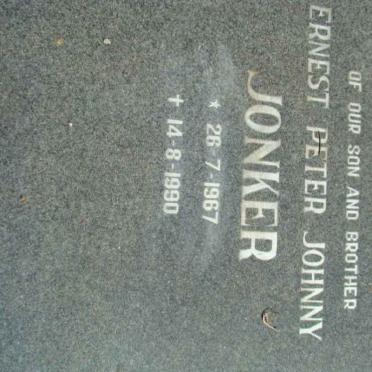 OF OUR SON AND BROTHER
ERNEST PETER JOHNNY
JONKER
★ 26-7-1967
✝ 14-8-1990